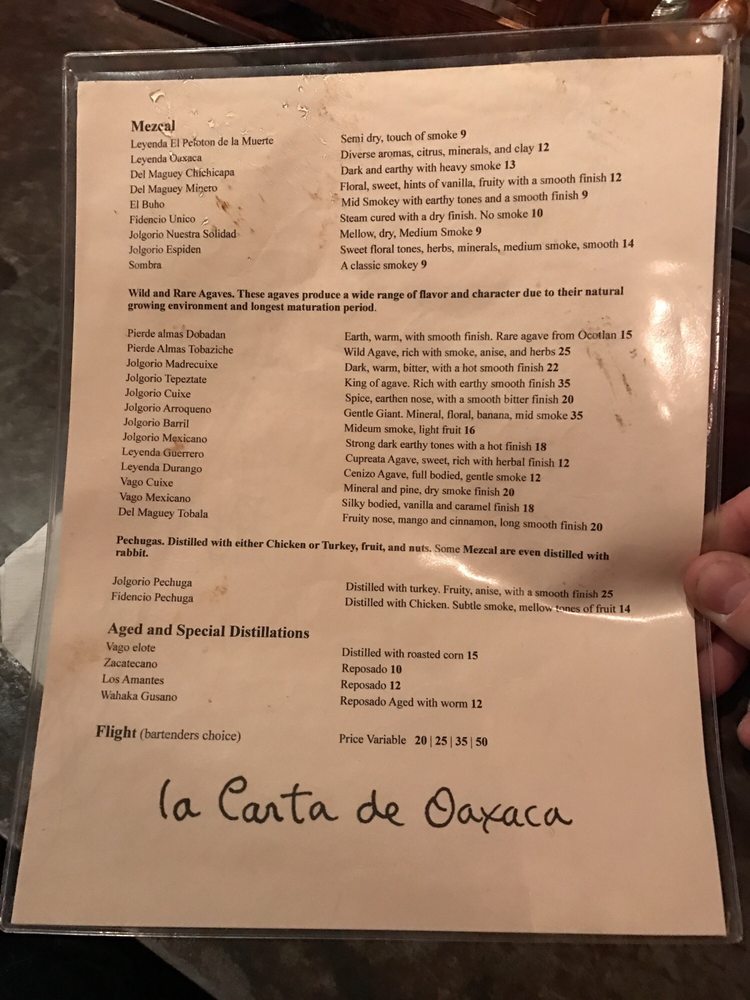 Mezcal
Leyenda El Peloton de la Muerte Semi dry, touch of smoke 9
Leyenda Oaxaca Diverse aromas, citrus, minerals, and clay 12
Del Maguey Chichicapa Dark and earthy with heavy smoke 13
Del Maguey Minero Floral, sweet, hints of vanilla, fruity with a smooth finish 12
El Buho Mid Smokey with earthy tones and a smooth finish 9
Fidencio Unico Steam cured with a dry finish. No smoke 10
Jolgorio Nuestra Solidad Mellow, dry, Medium Smoke 9
Jolgorio Espiden Sweet floral tones, herbs, minerals, medium smoke, smooth 14
Sombra A classic smokey 9
Wild and Rare Agaves. These agaves produce a wide range of flavor and character due to their natural
growing environment and longest maturation period.
Pierde almas Dobadan Earth, warm, with smooth finish. Rare agave from Ocotlan 15
Pierde Almas Tobaziche Wild Agave, rich with smoke, anise, and herbs 25
Jolgorio Madrecuixe Dark, warm, bitter, with a hot smooth finish 22
Jolgorio Tepeztate King of agave. Rich with earthy smooth finish 35
Jolgorio Cuixe Spice, earthen nose, with a smooth bitter finish 20
Jolgorio Arroqueno Gentle Giant. Mineral, floral, banana, mid smoke 35
Jolgorio Barril Mideum smoke, light fruit 16
Jolgorio Mexicano Strong dark earthy tones with a hot finish 18
Leyenda Guerrero Cupreata Agave, sweet, rich with herbal finish 12
Leyenda Durango Cenizo Agave, full bodied, gentle smoke 12
Vago Cuixe Mineral and pine, dry smoke finish 20
Vago Mexicano Silky bodied, vanilla and caramel finish 18
Del Maguey Tobala Fruity nose, mango and cinnamon, long smooth finish 20
Pechugas. Distilled with either Chicken or Turkey, fruit, and nuts. Some Mezcal are even distilled with
rabbit.
Jolgorio Pechuga Distilled with turkey. Fruity, anise, with a smooth finish 25
Fidencio Pechuga Distilled with Chicken. Subtle smoke, mellow tones of fruit 14
Aged and Special Distillations
Vago elote Distilled with roasted corn 15
Zacatecano Reposado 10
Los Amantes Reposado 12
Wahaka Gusano Reposado Aged with worm 12
Flight (bartenders choice) Price Variable 20 | 25 | 35 | 50
la Carta de Oaxaca